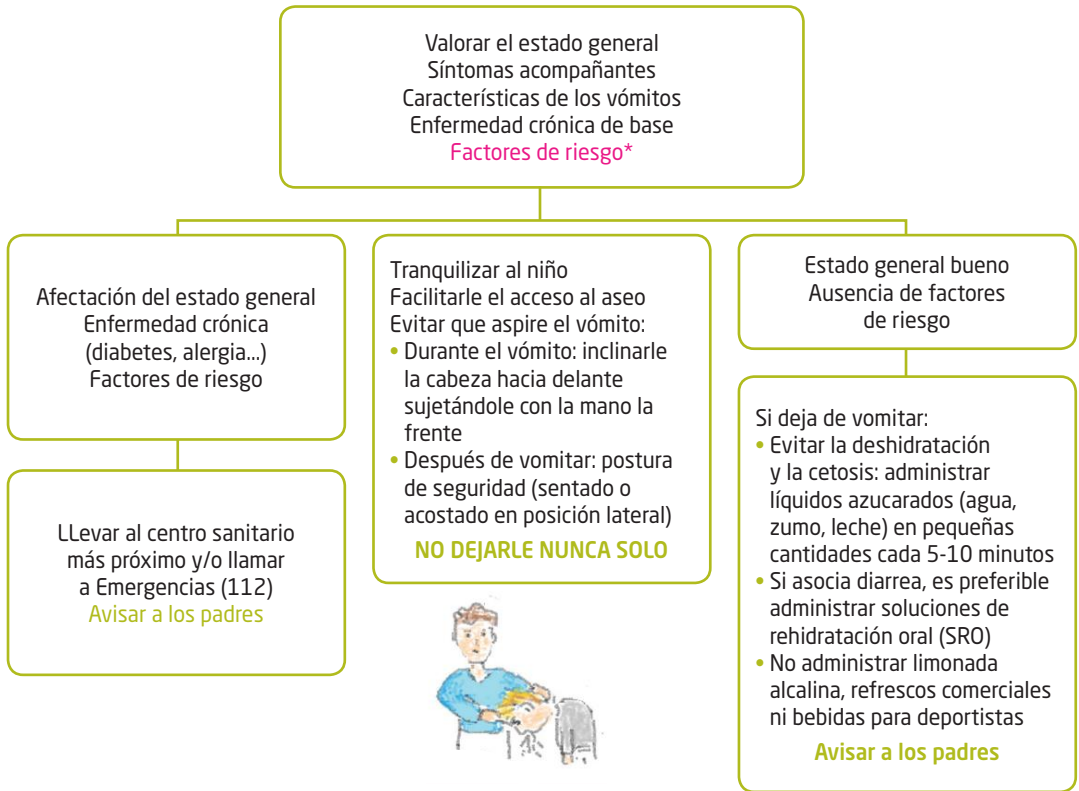 Valorar el estado general
Síntomas acompañantes
Características de los vómitos
Enfermedad crónica de base
Factores de riesgo*
Afectación del estado general
Enfermedad crónica
(diabetes, alergia...)
Factores de riesgo
LLevar al centro sanitario
más próximo y/o llamar
a Emergencias (112)
Avisar a los padres
Tranquilizar al niño
Facilitarle el acceso al aseo
Evitar que aspire el vómito:
• Durante el vómito: inclinarle
la cabeza hacia delante
sujetándole con la mano la
frente
• Después de vomitar: postura
de seguridad (sentado o
acostado en posición lateral)
NO DEJARLE NUNCA SOLO
Estado general bueno
Ausencia de factores
de riesgo
Si deja de vomitar:
• Evitar la deshidratación
y la cetosis: administrar
líquidos azucarados (agua,
zumo, leche) en pequeñas
cantidades cada 5-10 minutos
• Si asocia diarrea, es preferible
administrar soluciones de
rehidratación oral (SRO)
• No administrar limonada
alcalina, refrescos comerciales
ni bebidas para deportistas
Avisar a los padres